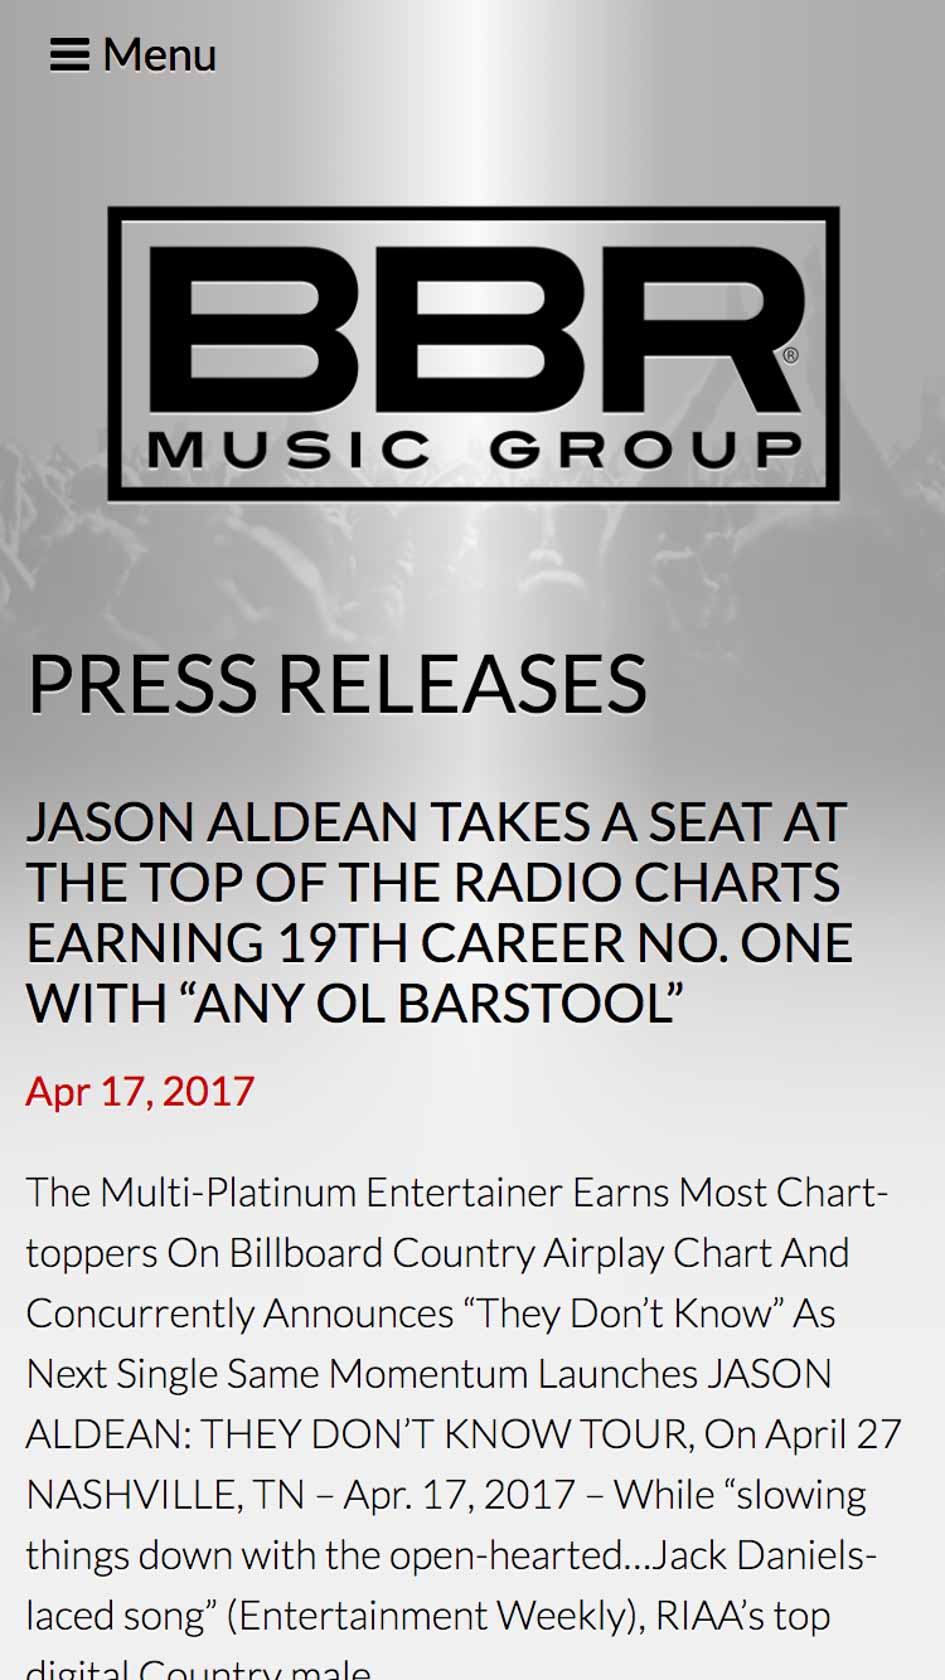 Menu
BBR
®
MUSIC GROUP
PRESS RELEASES
JASON ALDEAN TAKES A SEAT AT
THE TOP OF THE RADIO CHARTS
EARNING 19TH CAREER NO. ONE
WITH “ANY OL BARSTOOL”
Apr 17, 2017
The Multi-Platinum Entertainer Earns Most Chart-
toppers On Billboard Country Airplay Chart And
Concurrently Announces “They Don’t Know” As
Next Single Same Momentum Launches JASON
ALDEAN: THEY DON’T KNOW TOUR, On April 27
NASHVILLE, TN – Apr. 17, 2017 – While “slowing
things down with the open-hearted…Jack Daniels-
laced song” (Entertainment Weekly), RIAA’s top
digital Country male